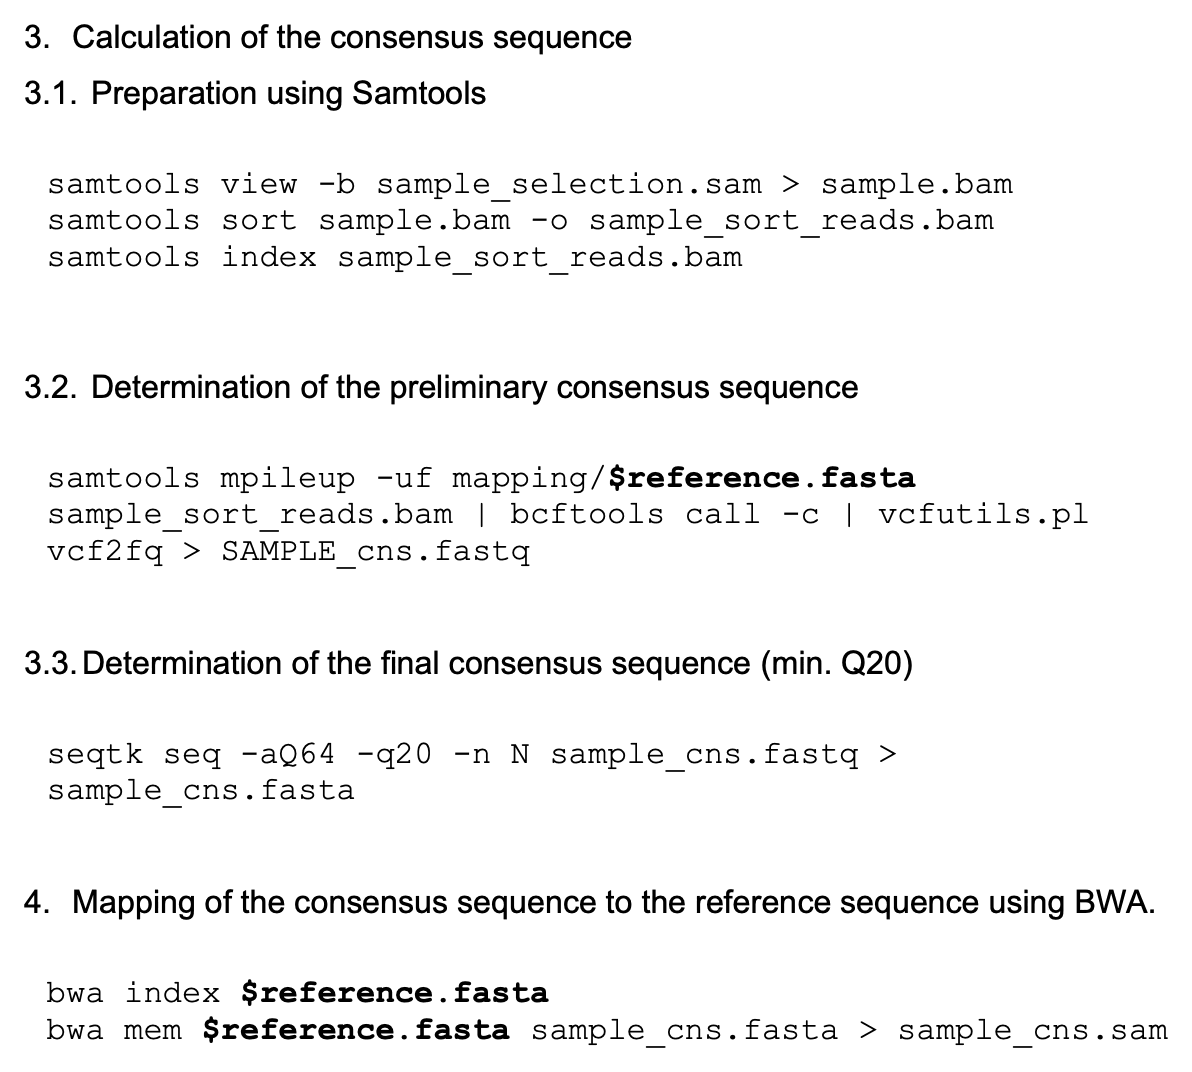 3. Calculation of the consensus sequence
3.1. Preparation using Samtools
samtools view -b sample_selection.sam > sample.bam
samtools sort sample.bam -o sample_sort_reads.bam
samtools index sample_sort_reads.bam
3.2. Determination of the preliminary consensus sequence
samtools mpileup -uf mapping/$reference.fasta
sample_sort_reads.bam | bcftools call -c | vcfutils.pl
vcf2fq > SAMPLE_cns.fastq
3.3. Determination of the final consensus sequence (min. Q20)
seqtk seq -aQ64 -q20 -n N sample_cns.fastq >
sample_cns.fasta
4. Mapping of the consensus sequence to the reference sequence using BWA.
bwa index $reference.fasta
bwa mem $reference.fasta sample_cns.fasta > sample_cns.sam